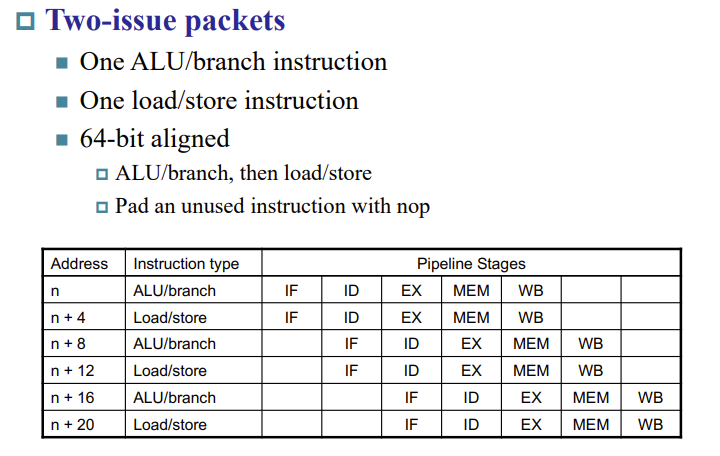 Two-issue packets
One ALU/branch instruction
One load/store instruction
64-bit aligned
ALU/branch, then load/store
Pad an unused instruction with nop
Address Instruction type Pipeline Stages
n ALU/branch IF ID EX MEM WB
n + 4 Load/store IF ID EX MEM WB
n + 8 ALU/branch IF ID EX MEM WB
n + 12 Load/store IF ID EX MEM WB
n + 16 ALU/branch IF ID EX MEM WB
n + 20 Load/store IF ID EX MEM WB